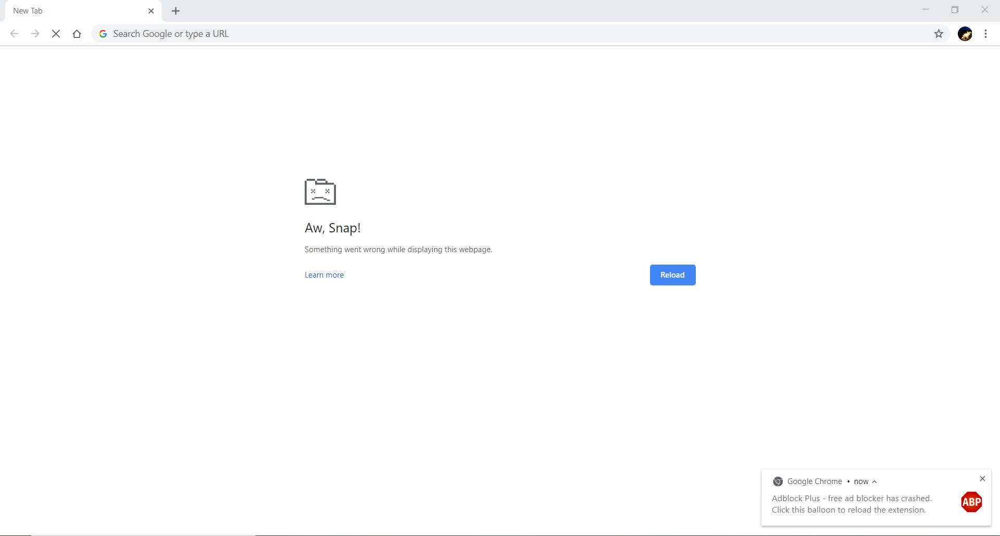 New Tab
Search Google or type a URL
Aw, Snap!
Something went wrong while displaying this webpage.
Learn more
Reload
Google Chrome • now
Adblock Plus - free ad blocker has crashed.
Click this balloon to reload the extension.
ABP